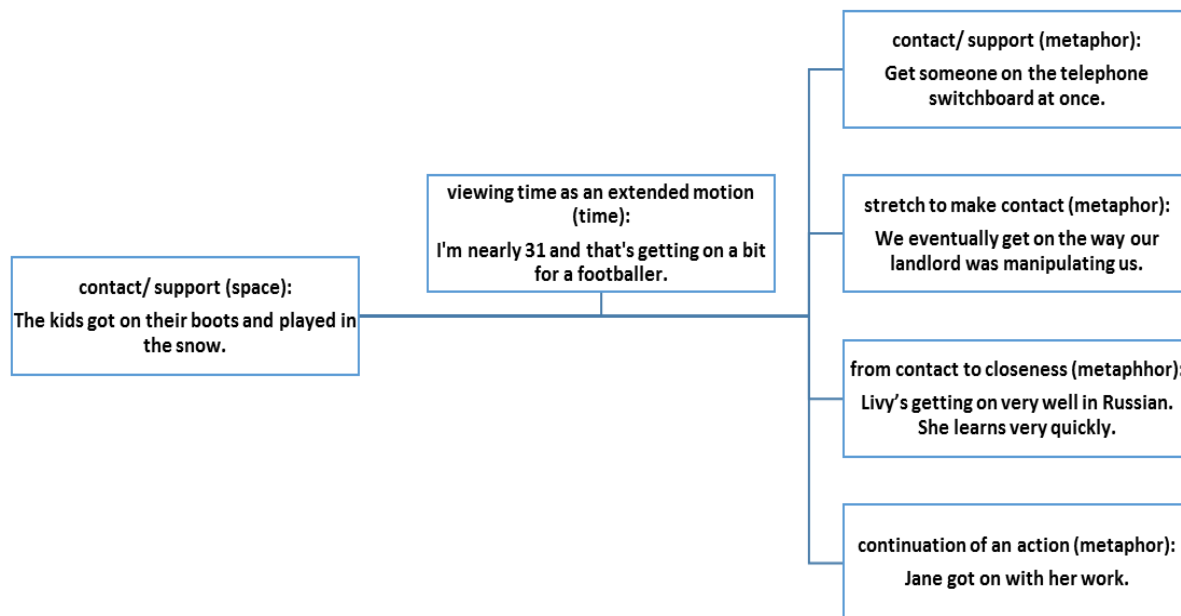 contact/ support (space):
The kids got on their boots and played in
the snow.
viewing time as an extended motion
(time):
I'm nearly 31 and that's getting on a bit
for a footballer.
contact/ support (metaphor):
Get someone on the telephone
switchboard at once.
stretch to make contact (metaphor):
We eventually get on the way our
landlord was manipulating us.
from contact to closeness (metaphhor):
Livy’s getting on very well in Russian.
She learns very quickly.
continuation of an action (metaphor):
Jane got on with her work.